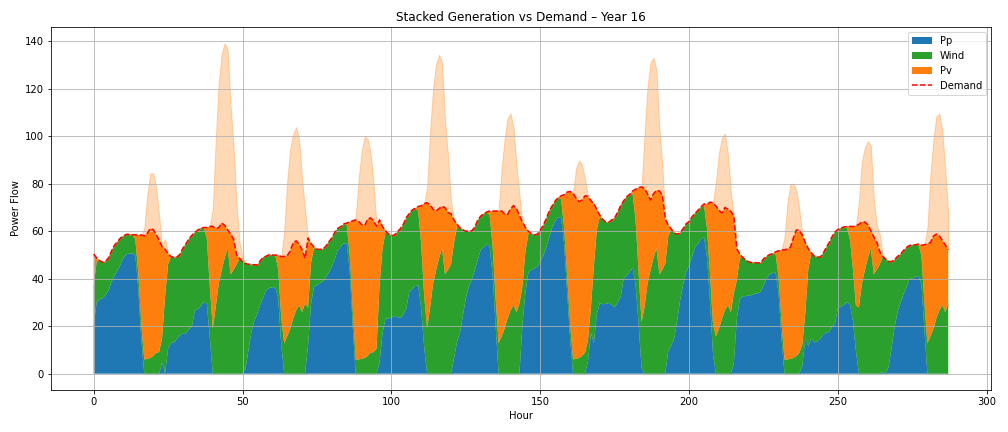 Stacked Generation vs Demand – Year 16
Pp
Wind
Pv
Demand
Power Flow
140
120
100
80
60
40
20
0
0 50 100 150 200 250 300
Hour